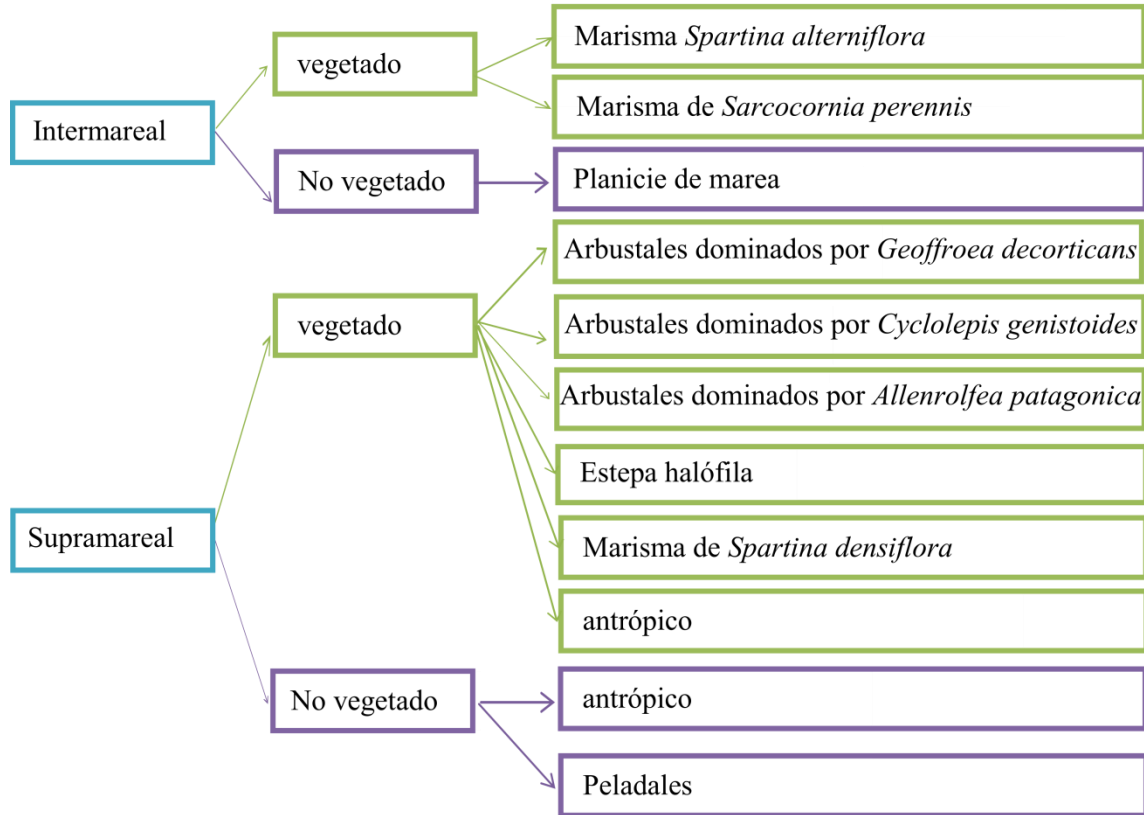 Intermareal
vegetado
Marisma Spartina alterniflora
Marisma de Sarcocornia perennis
No vegetado
Planicie de marea
Supramareal
vegetado
Arbustales dominados por Geoffroea decorticans
Arbustales dominados por Cyclolepis genistoides
Arbustales dominados por Allenrolfea patagonica
Estepa halófila
Marisma de Spartina densiflora
antrópico
No vegetado
antrópico
Peladales